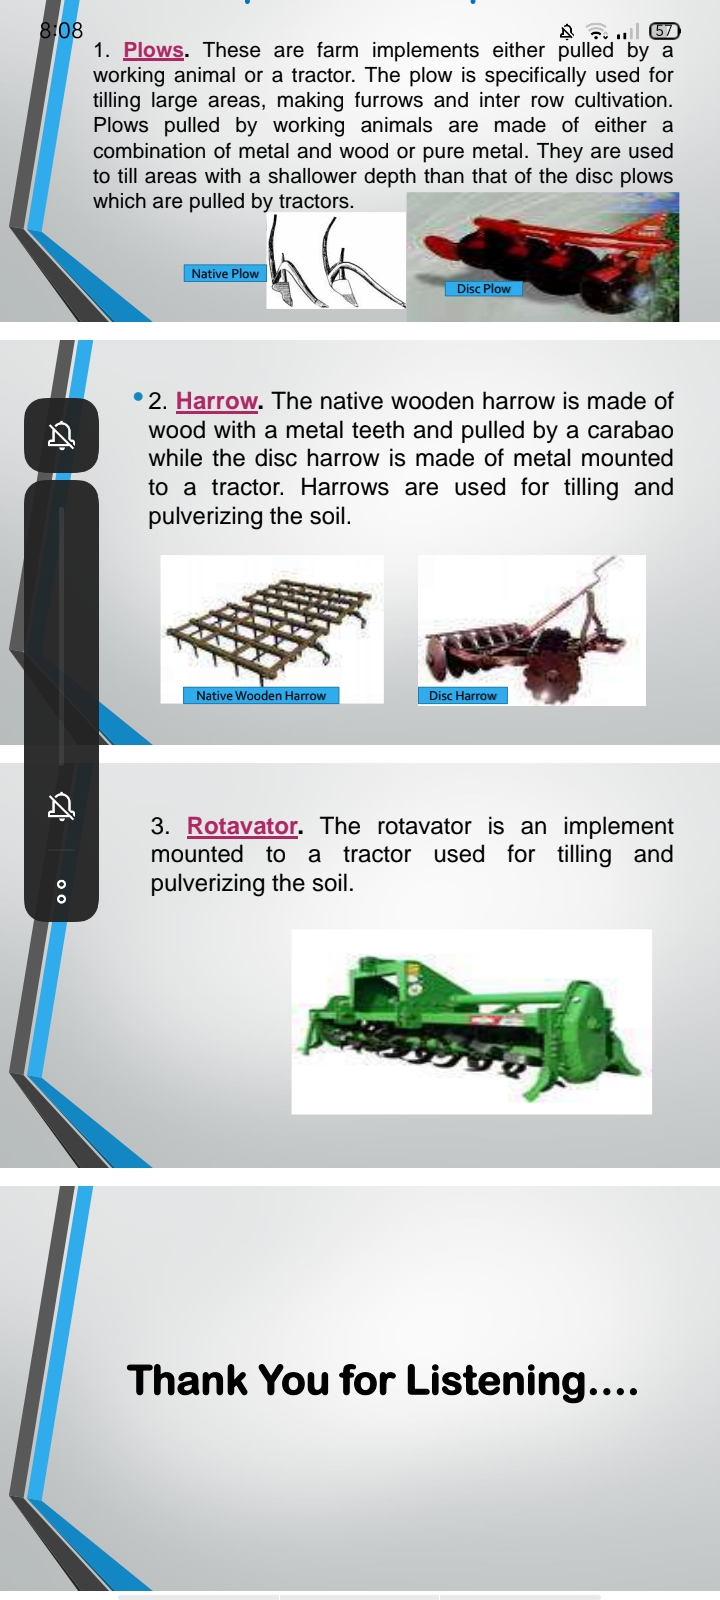 8:08
57
1. Plows. These are farm implements either pulled by a
working animal or a tractor. The plow is specifically used for
tilling large areas, making furrows and inter row cultivation.
Plows pulled by working animals are made of either a
combination of metal and wood or pure metal. They are used
to till areas with a shallower depth than that of the disc plows
which are pulled by tractors.
Native Plow
Disc Plow
• 2. Harrow. The native wooden harrow is made of
wood with a metal teeth and pulled by a carabao
while the disc harrow is made of metal mounted
to a tractor. Harrows are used for tilling and
pulverizing the soil.
Native Wooden Harrow
Disc Harrow
3. Rotavator. The rotavator is an implement
mounted to a tractor used for tilling and
pulverizing the soil.
Thank You for Listening....